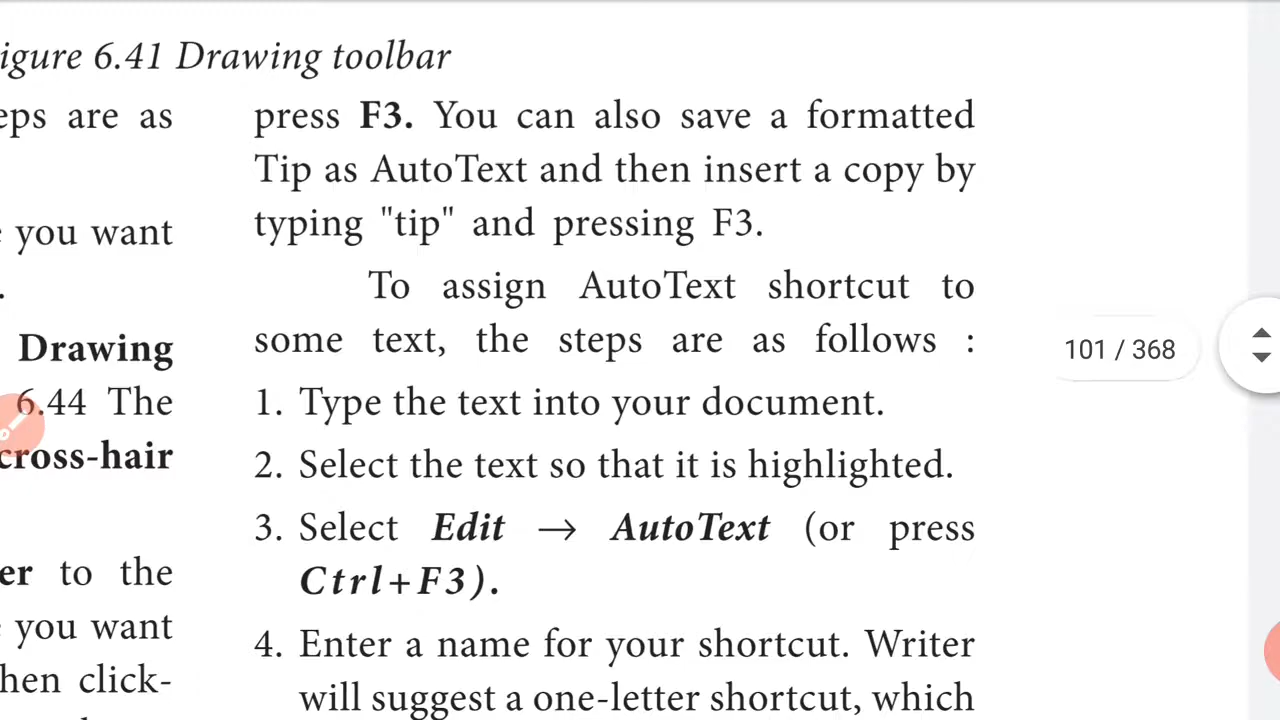 igure 6.41 Drawing toolbar
eps are as
you want
.
Drawing
6.44 The
cross-hair
er to the
you want
hen click-
press F3. You can also save a formatted
Tip as AutoText and then insert a copy by
typing "tip" and pressing F3.
To assign AutoText shortcut to
some text, the steps are as follows :
1. Type the text into your document.
2. Select the text so that it is highlighted.
3. Select Edit → AutoText (or press
Ctrl+F3).
4. Enter a name for your shortcut. Writer
will suggest a one-letter shortcut, which
101 / 368